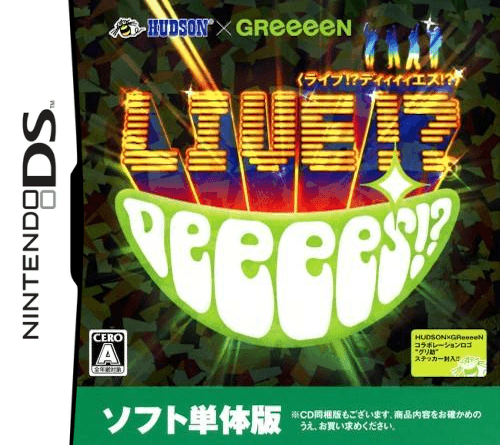 HUDSON® × GReeeeN
〈ライブ!?ディィィィエス!?〉
LIVE!?
DeeeeS!?
NINTENDO DS™
CERO
A
全年齢対象
HUDSON×GReeeeN
コラボレーションロゴ
"グリ助"
ステッカー封入!!
ソフト単体版
※CD同梱版もございます。商品内容をお確かめの
うえ、お買い求めください。